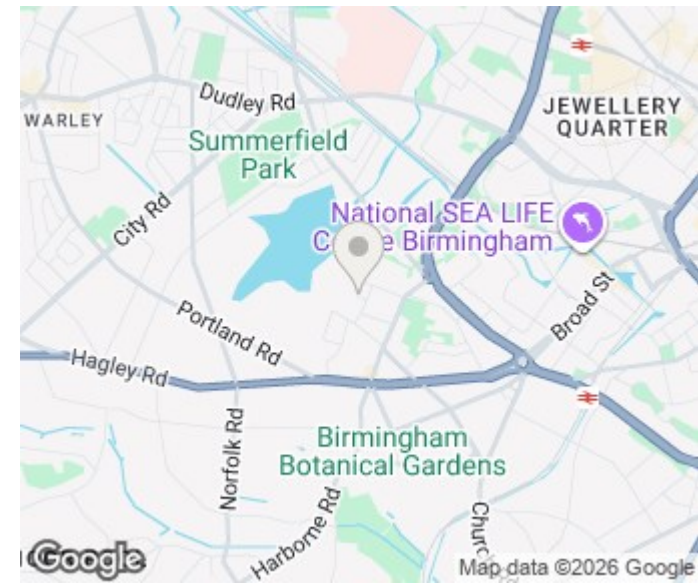 Dudley Rd
WARLEY
JEWELLERY
QUARTER
Summerfield
Park
City Rd
National SEA LIFE
Birmingham
Broad St
Portland Rd
Hagley Rd
Norfolk Rd
Birmingham
Botanical Gardens
Harborne Rd
Google
Map data ©2026 Google